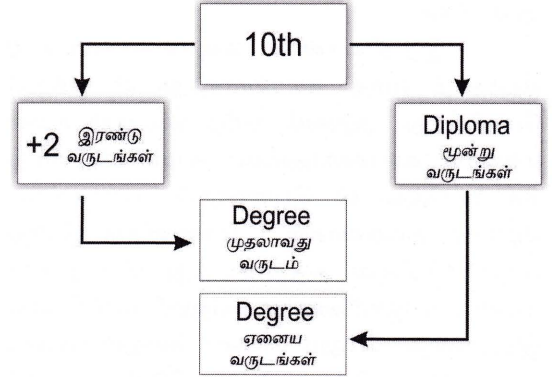 10th
+2 இரண்டு
வருடங்கள்
Diploma
மூன்று
வருடங்கள்
Degree
முதலாவது
வருடம்
Degree
ஏனைய
வருடங்கள்